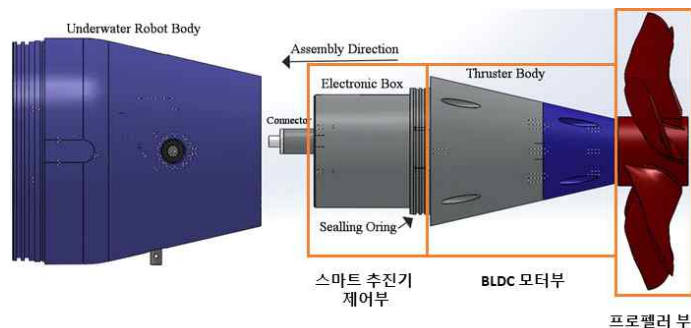 Underwater Robot Body
Assembly Direction
Electronic Box
Thruster Body
Connector
Sealling Oring
스마트 추진기
제어부
BLDC 모터부
프로펠러 부